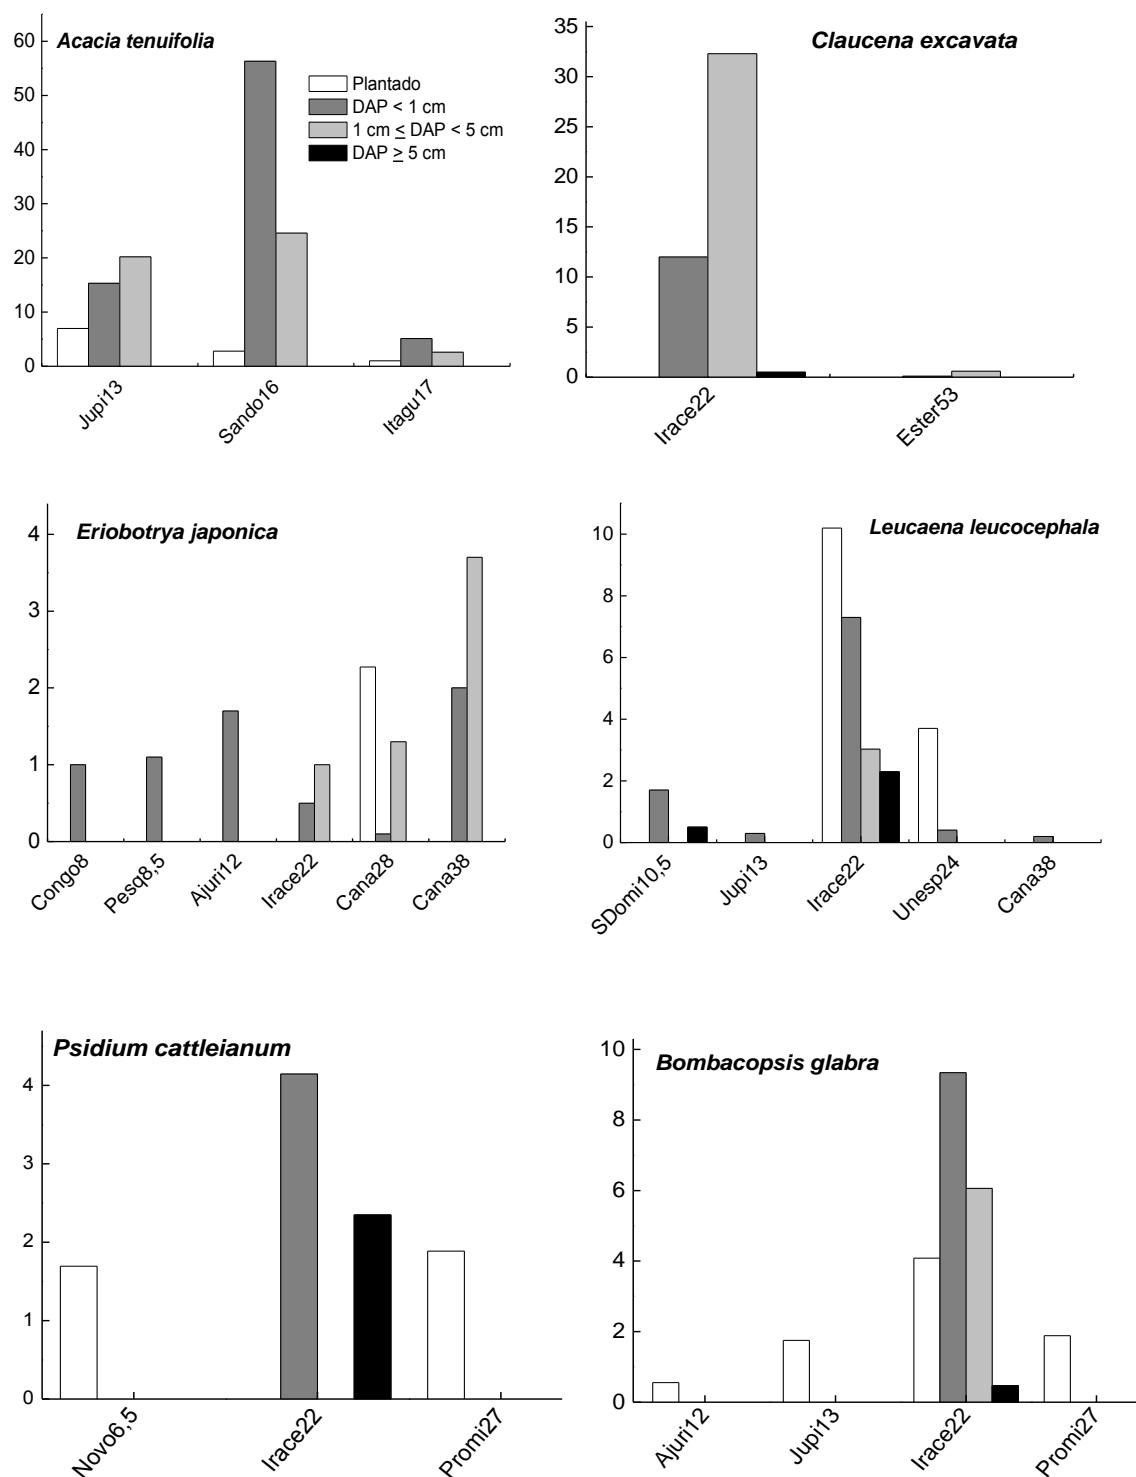 Acacia tenuifolia
60
50
40
30
20
10
0
Plantado
DAP < 1 cm
1 cm ≤ DAP < 5 cm
DAP ≥ 5 cm
Jupi13
Sando16
Itagu17
Claucena excavata
35
30
25
20
15
10
5
0
Irace22
Ester53
Eriobotrya japonica
4
3
2
1
0
Congo8
Pesq8,5
Ajuri12
Irace22
Cana28
Cana38
Leucaena leucocephala
10
8
6
4
2
0
SDomi10,5
Jupi13
Irace22
Unesp24
Cana38
Psidium cattleianum
4
3
2
1
0
Novo6,5
Irace22
Promi27
Bombacopsis glabra
10
8
6
4
2
0
Ajuri12
Jupi13
Irace22
Promi27